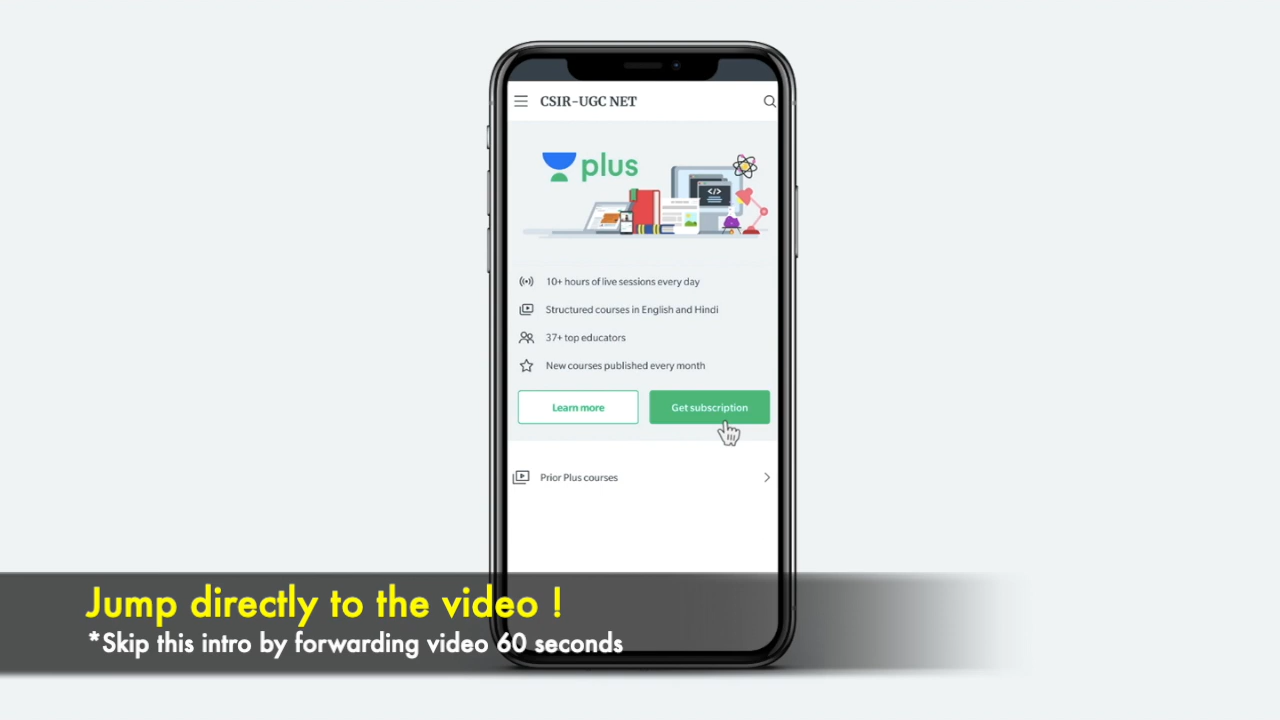 CSIR-UGC NET
plus
</>
10+ hours of live sessions every day
Structured courses in English and Hindi
37+ top educators
New courses published every month
Learn more
Get subscription
Prior Plus courses
Jump directly to the video !
*Skip this intro by forwarding video 60 seconds